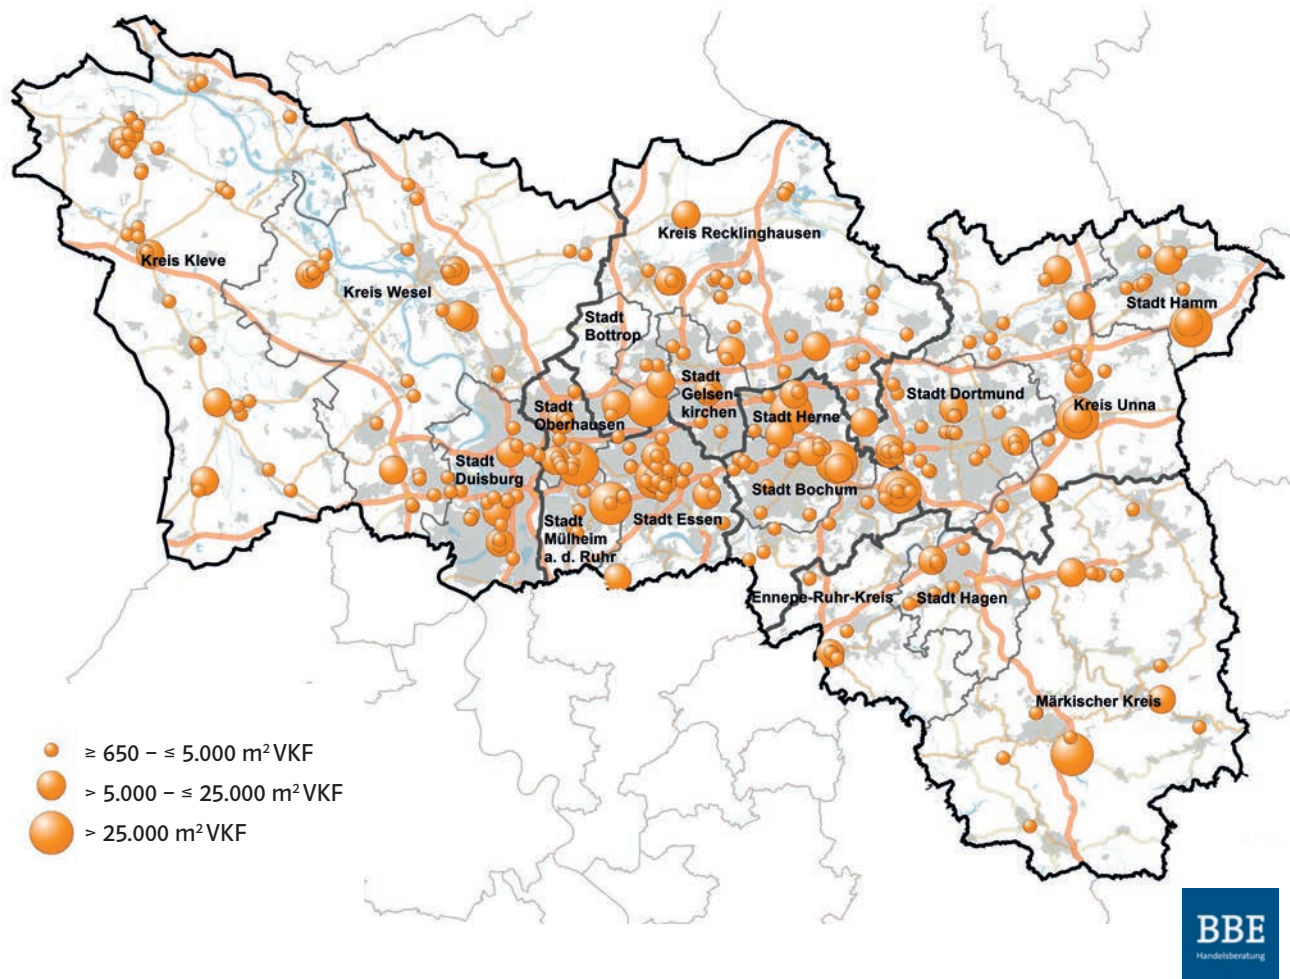 Kreis Recklinghausen
Kreis Kleve
Kreis Wesel
Stadt Hamm
Stadt
Bottrop
Stadt
Gelsen-
kirchen
Stadt Dortmund
Kreis Unna
Stadt
Oberhausen
Stadt Herne
Stadt
Duisburg
Stadt Bochum
Stadt
Mülheim
a. d. Ruhr
Stadt Essen
Ennepe-Ruhr-Kreis
Stadt Hagen
Märkischer Kreis
≥ 650 – ≤ 5.000 m² VKF
> 5.000 – ≤ 25.000 m² VKF
> 25.000 m² VKF
BBE
Handelsberatung